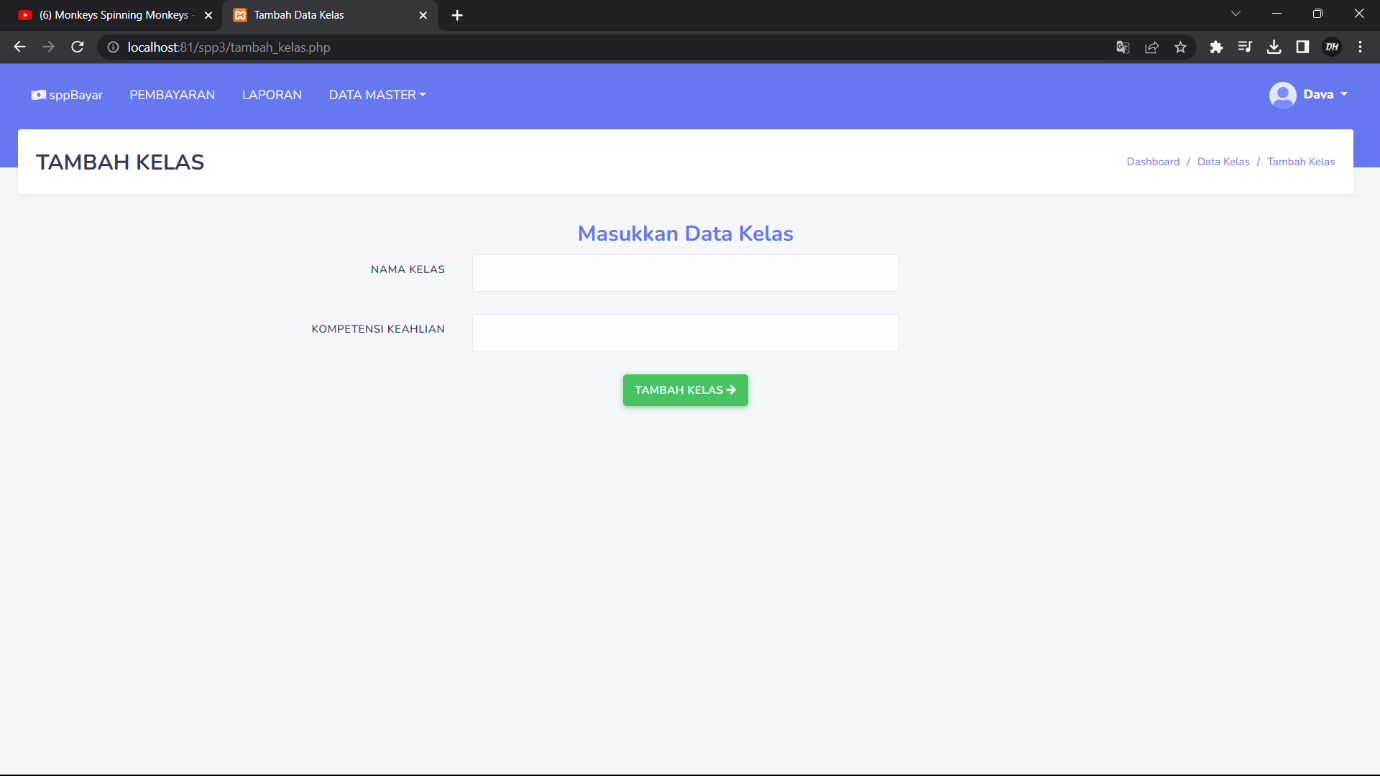 (6) Monkeys Spinning Monkeys -
Tambah Data Kelas
localhost:81/spp3/tambah_kelas.php
DH
sppBayar PEMBAYARAN LAPORAN DATA MASTER
Dava
TAMBAH KELAS
Dashboard / Data Kelas / Tambah Kelas
Masukkan Data Kelas
NAMA KELAS
KOMPETENSI KEAHLIAN
TAMBAH KELAS